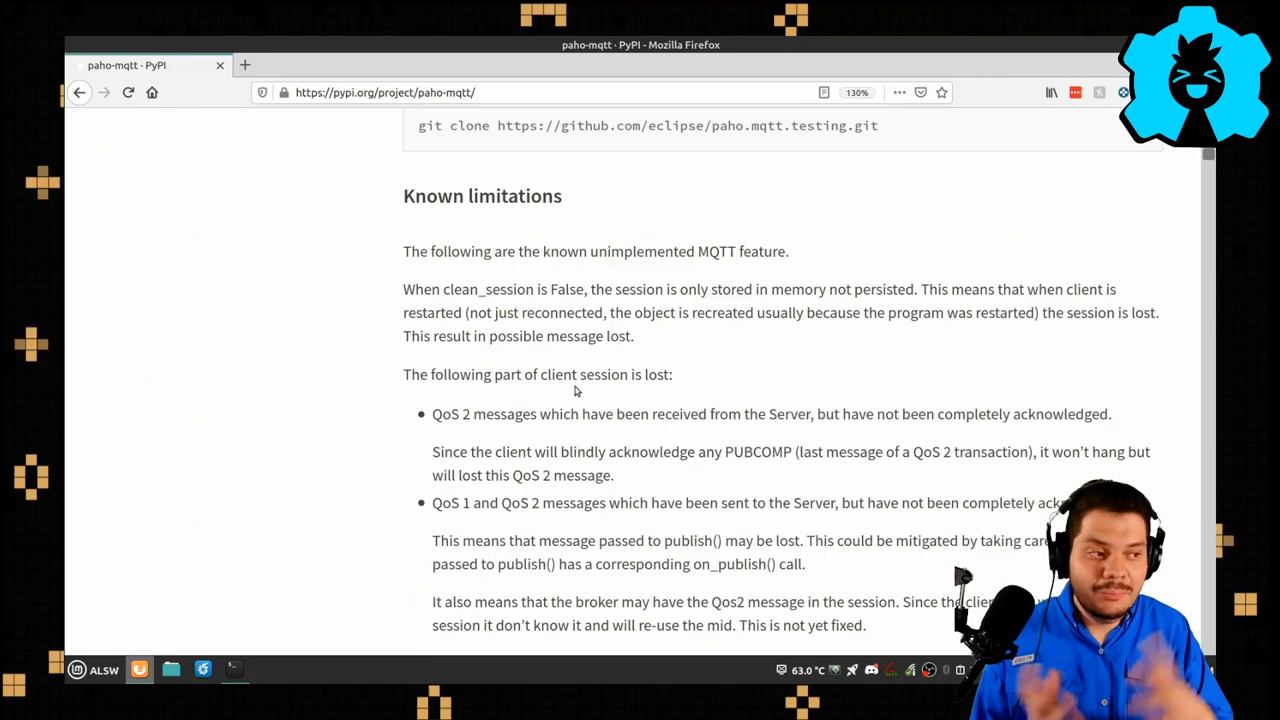 paho-mqtt · PyPI - Mozilla Firefox
paho-mqtt · PyPI
https://pypi.org/project/paho-mqtt/
130%
git clone https://github.com/eclipse/paho.mqtt.testing.git
Known limitations
The following are the known unimplemented MQTT feature.
When clean_session is False, the session is only stored in memory not persisted. This means that when client is
restarted (not just reconnected, the object is recreated usually because the program was restarted) the session is lost.
This result in possible message lost.
The following part of client session is lost:
QoS 2 messages which have been received from the Server, but have not been completely acknowledged.
Since the client will blindly acknowledge any PUBCOMP (last message of a QoS 2 transaction), it won't hang but
will lost this QoS 2 message.
QoS 1 and QoS 2 messages which have been sent to the Server, but have not been completely
This means that message passed to publish() may be lost. This could be mitigated by taking
passed to publish() has a corresponding on_publish() call.
It also means that the broker may have the Qos2 message in the session. Since the
session it don't know it and will re-use the mid. This is not yet fixed.
ALSW
63.0 °C